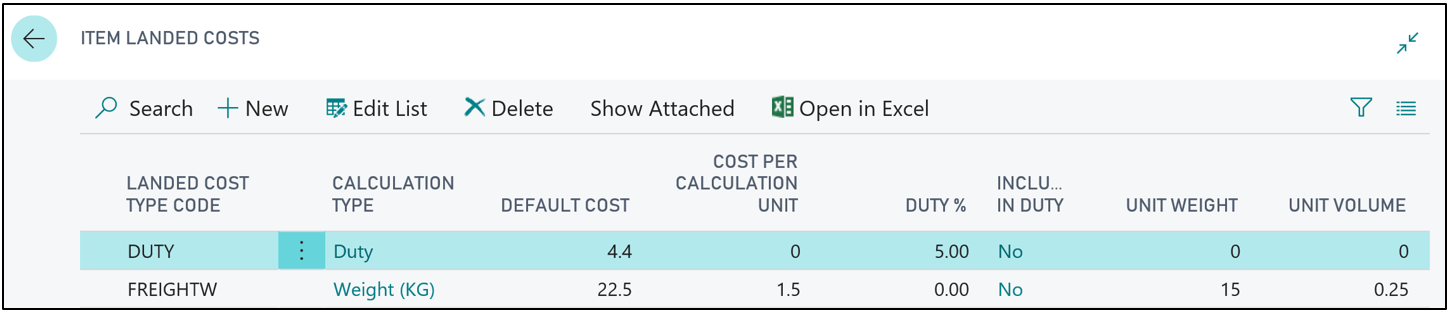 ITEM LANDED COSTS
Search New Edit List Delete Show Attached Open in Excel
COST PER
LANDED COST CALCULATION CALCULATION INCLU...
TYPE CODE TYPE DEFAULT COST UNIT DUTY % IN DUTY UNIT WEIGHT UNIT VOLUME
DUTY Duty 4.4 0 5.00 No 0 0
FREIGHTW Weight (KG) 22.5 1.5 0.00 No 15 0.25